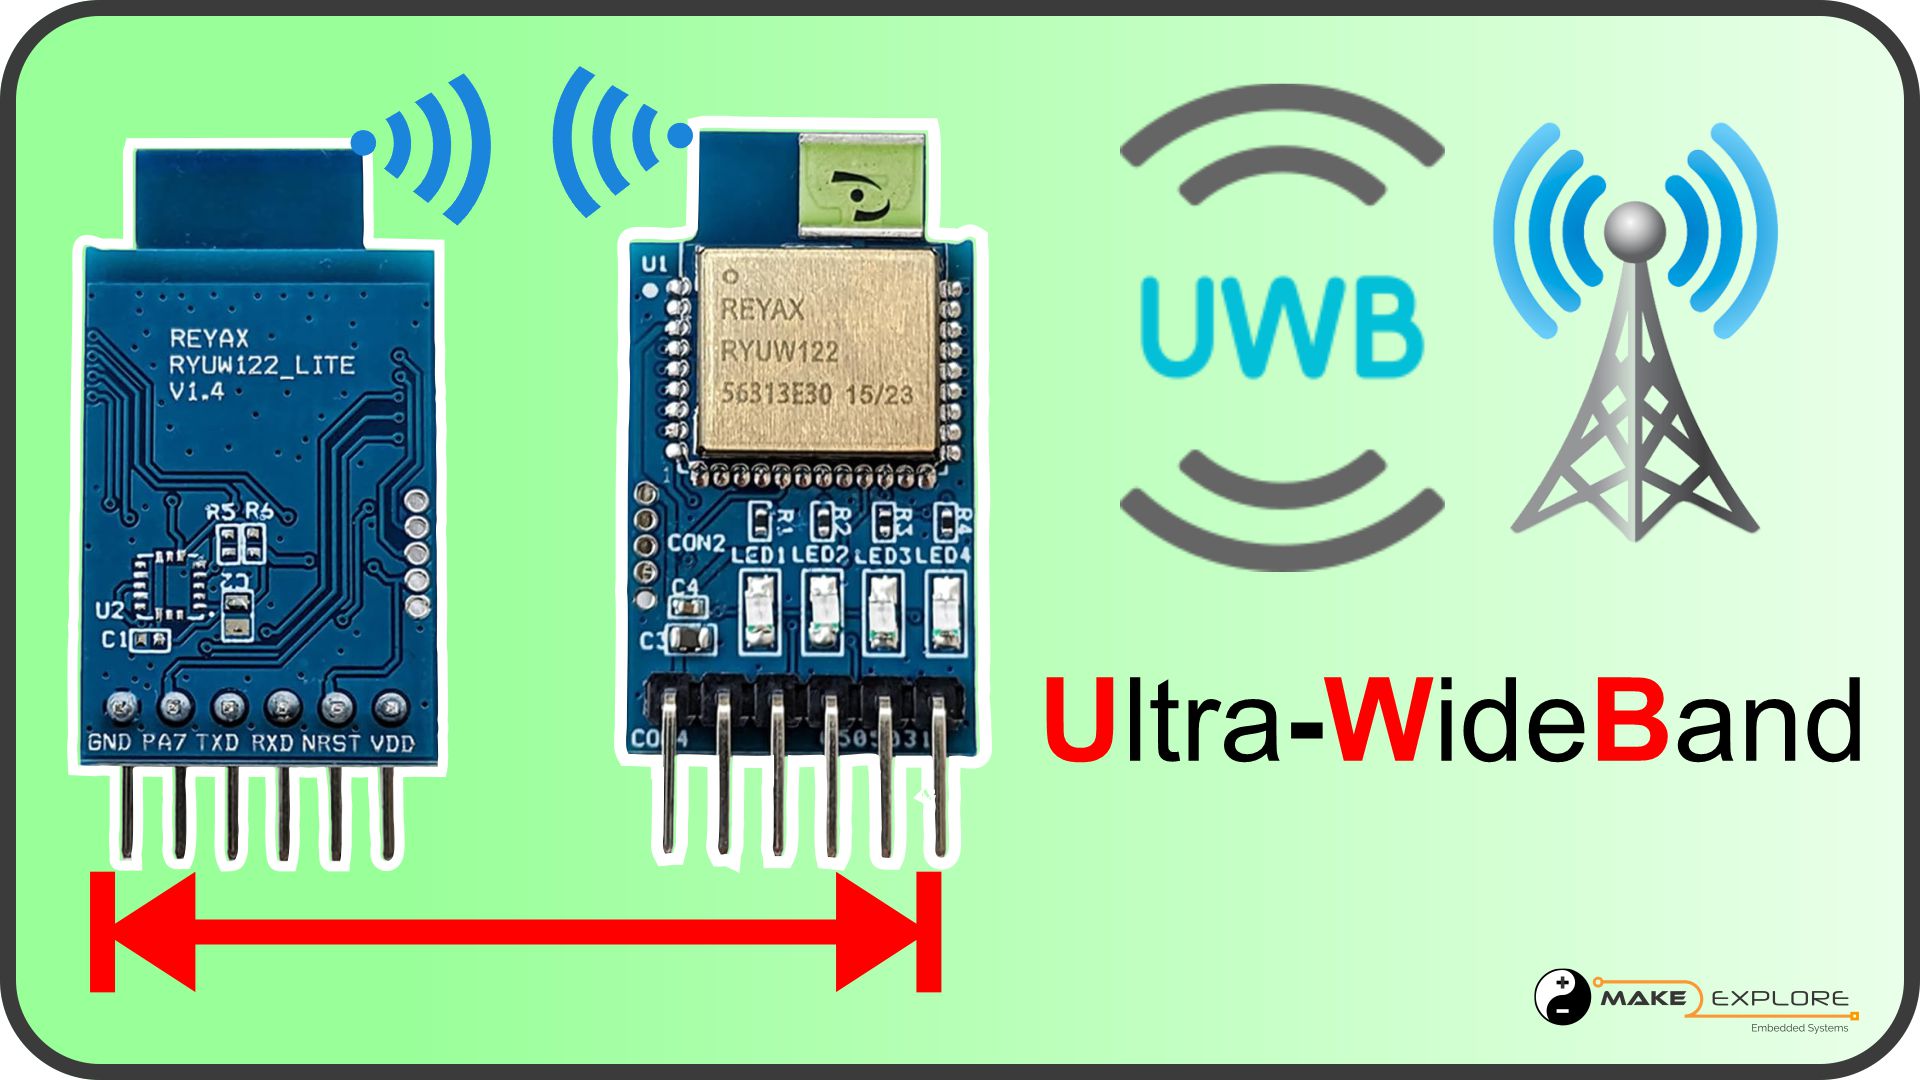 REYAX
RYUW122_LITE
V1.4
R5 R6
C2
U2
C1
GND PA7 TXD RXD NRST VDD
U1
REYAX
RYUW122
56313E30 15/23
1
R1 R2 R3 R4
CON2
LED1 LED2 LED3 LED4
C4
C3
UWB
Ultra-WideBand
MAKE EXPLORE
Embedded Systems